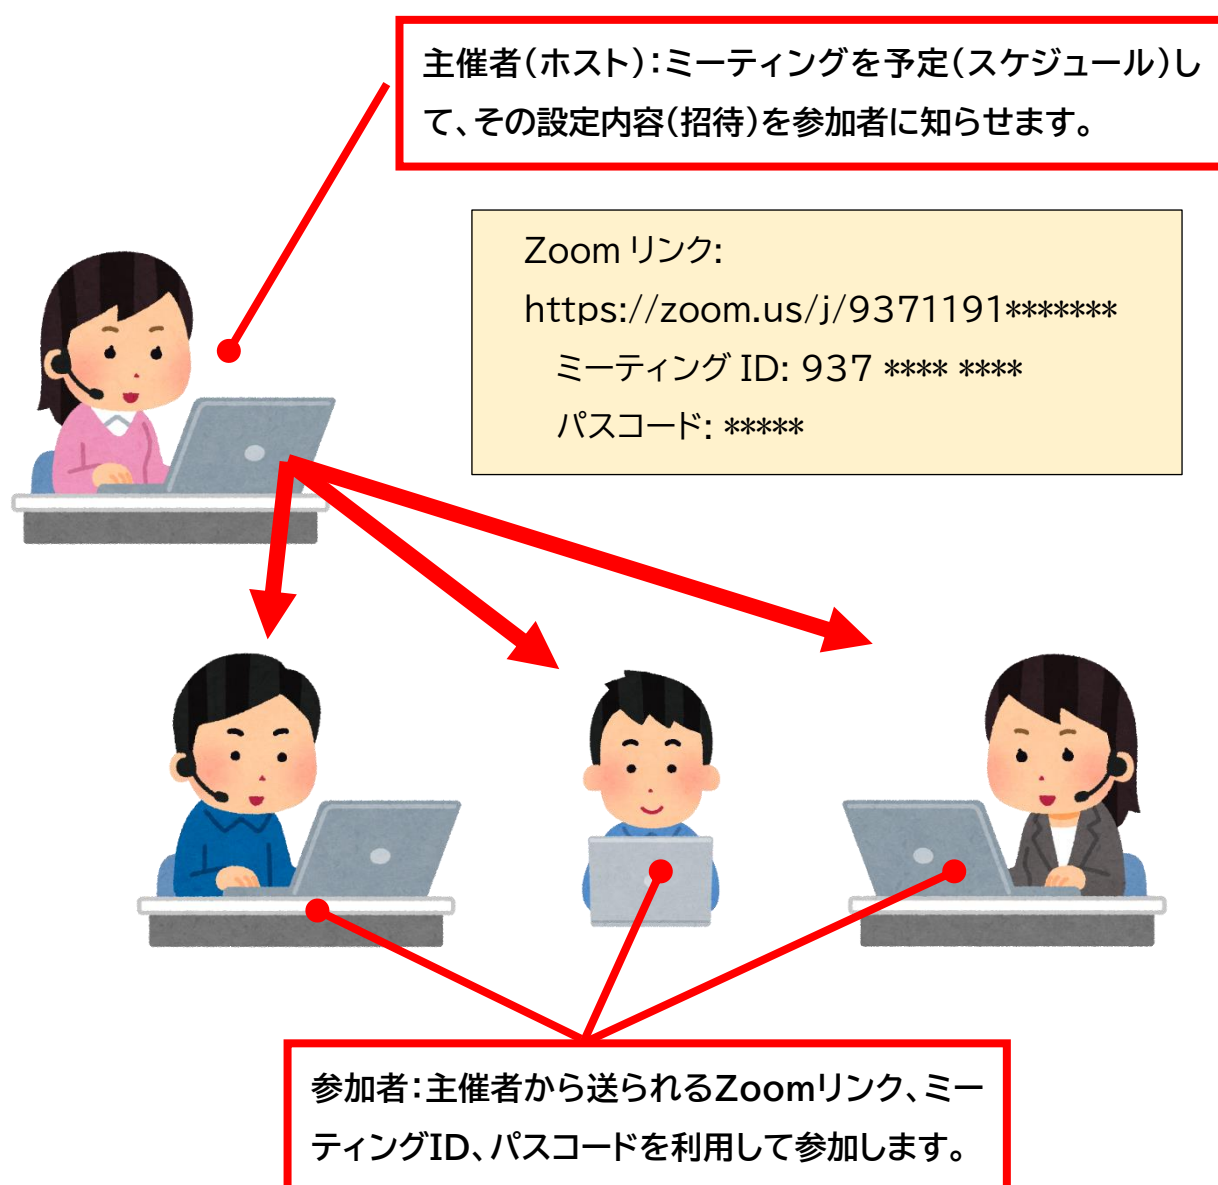 主催者(ホスト):ミーティングを予定(スケジュール)し
て、その設定内容(招待)を参加者に知らせます。
Zoom リンク:
https://zoom.us/j/9371191*******
ミーティング ID: 937 **** ****
パスコード: *****
参加者:主催者から送られるZoomリンク、ミー
ティングID、パスコードを利用して参加します。